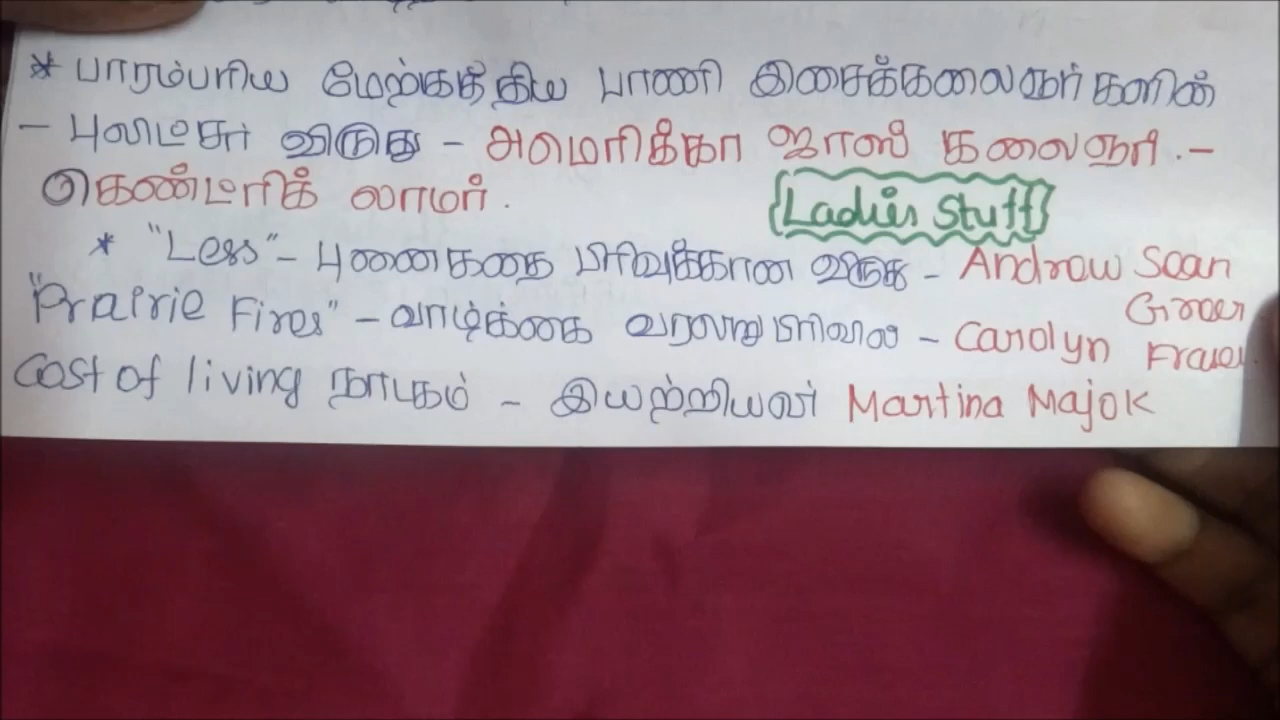 * பாரம்பரிய மேற்கத்திய பாணி இசைக்கலைஞர்களின்
- புலிட்சர் விருது - அமெரிக்கா ஜாஸ் கலைஞர். -
கெண்ட்ரிக் லாமர்.
Ladies Stuff
* "Less" - புனைகதை பிரிவுக்கான விருது - Andrew Sean Greer
"Prairie Fires" - வாழ்க்கை வரலாறு பிரிவில் - Carolyn Fraser
Cost of living நாடகம் - இயற்றியவர் Martina Majok